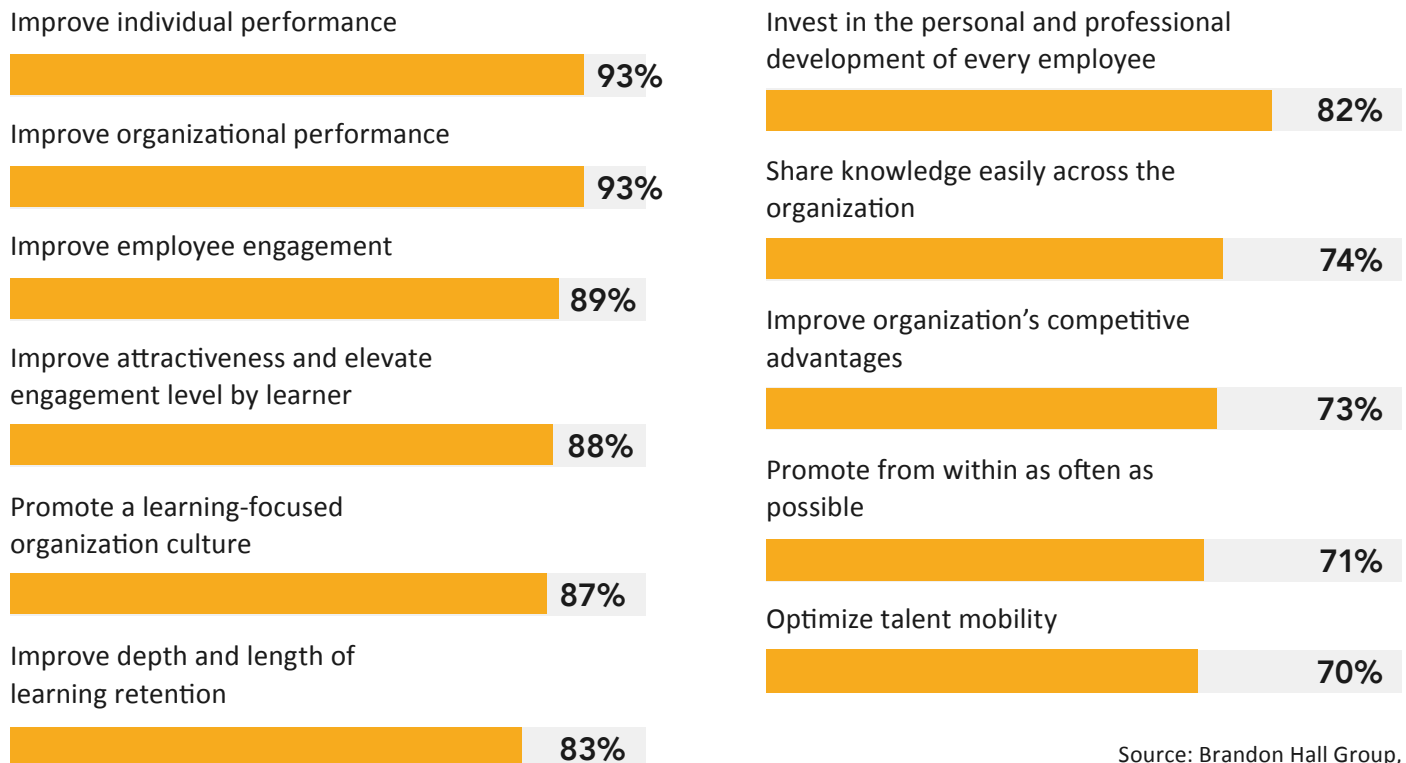 Improve individual performance
93%
Improve organizational performance
93%
Improve employee engagement
89%
Improve attractiveness and elevate
engagement level by learner
88%
Promote a learning-focused
organization culture
87%
Improve depth and length of
learning retention
83%
Invest in the personal and professional
development of every employee
82%
Share knowledge easily across the
organization
74%
Improve organization’s competitive
advantages
73%
Promote from within as often as
possible
71%
Optimize talent mobility
70%
Source: Brandon Hall Group,